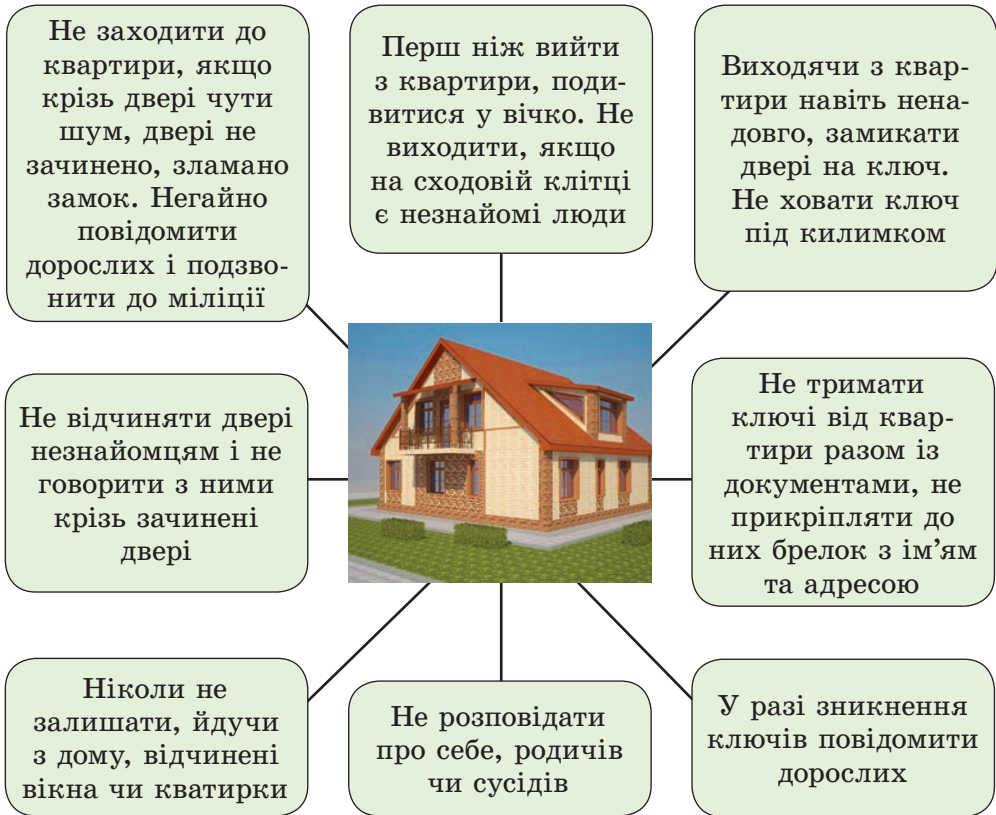 Не заходити до
квартири, якщо
крізь двері чути
шум, двері не
зачинено, зламано
замок. Негайно
повідомити
дорослих і подзво-
нити до міліції
Перш ніж вийти
з квартири, поди-
витися у вічко. Не
виходити, якщо
на сходовій клітці
є незнайомі люди
Виходячи з квар-
тири навіть нена-
довго, замикати
двері на ключ.
Не ховати ключ
під килимком
Не відчиняти двері
незнайомцям і не
говорити з ними
крізь зачинені
двері
Не тримати
ключі від квар-
тири разом із
документами, не
прикріпляти до
них брелок з ім’ям
та адресою
Ніколи не
залишати, йдучи
з дому, відчинені
вікна чи кватирки
Не розповідати
про себе, родичів
чи сусідів
У разі зникнення
ключів повідомити
дорослих